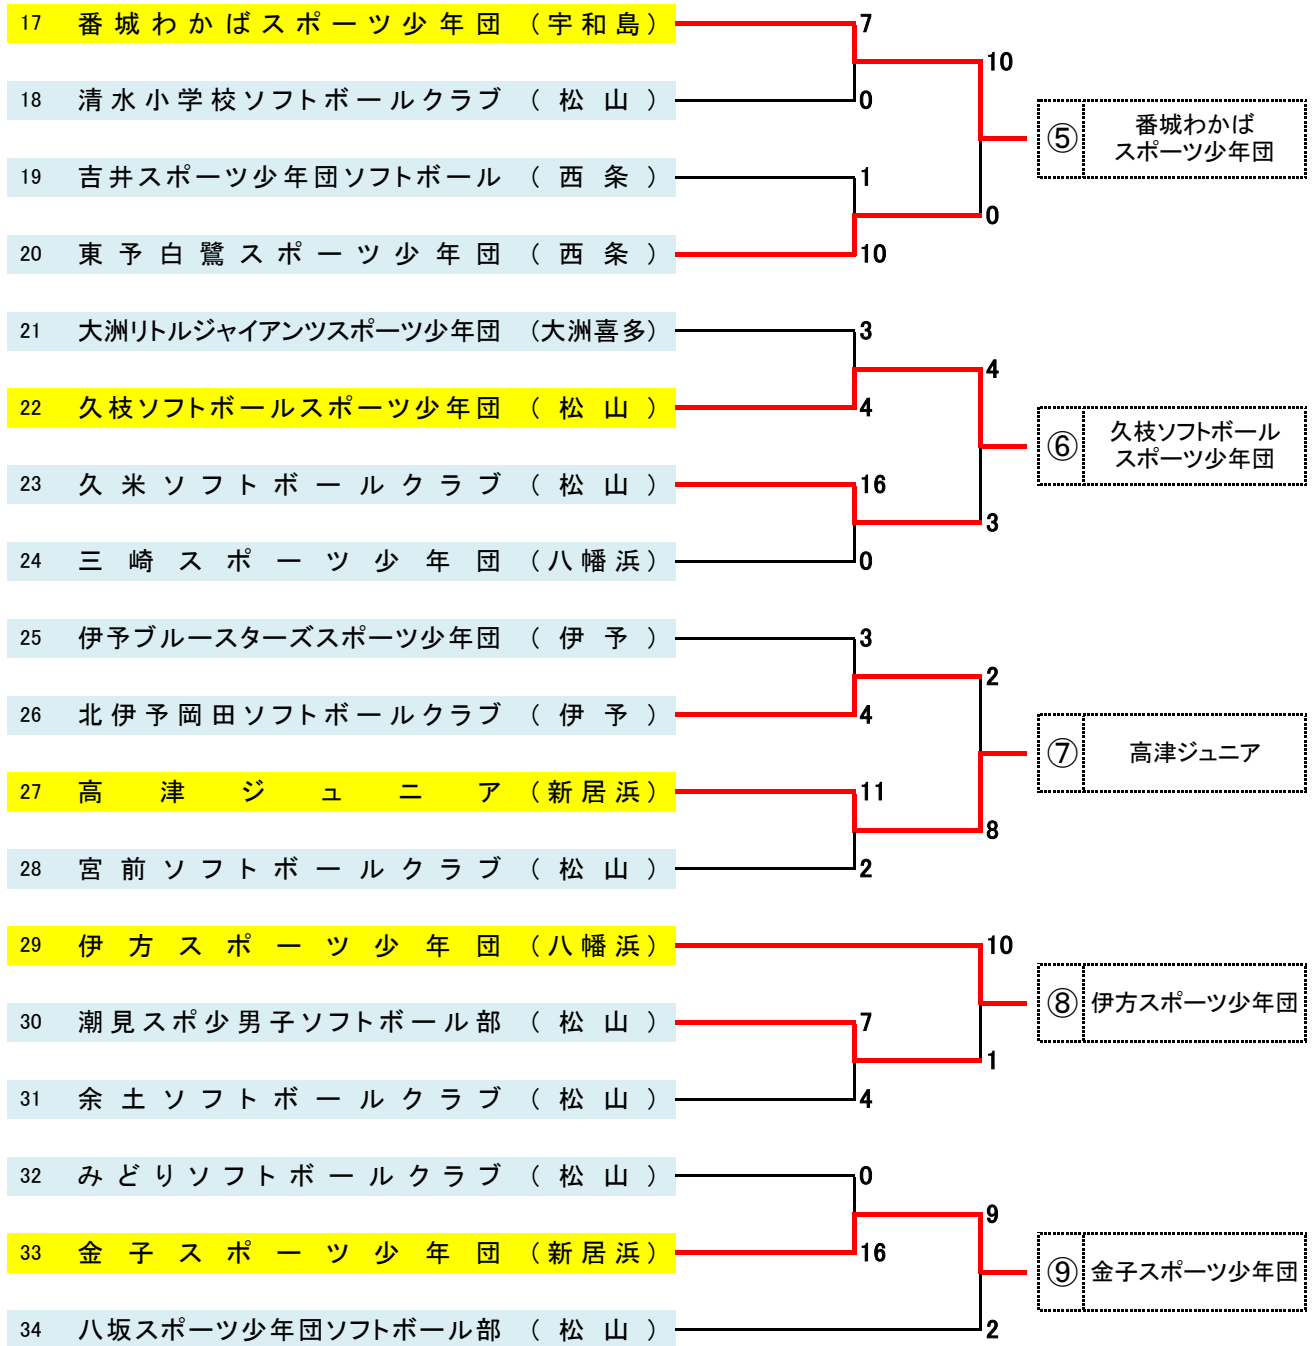 17 番城わかばスポーツ少年団 (宇和島) 7
10
18 清水小学校ソフトボールクラブ (松山) 0
⑤ 番城わかば
スポーツ少年団
19 吉井スポーツ少年団ソフトボール (西条) 1
0
20 東予白鷺スポーツ少年団 (西条) 10
21 大洲リトルジャイアンツスポーツ少年団 (大洲喜多) 3
4
22 久枝ソフトボールスポーツ少年団 (松山) 4
⑥ 久枝ソフトボール
スポーツ少年団
23 久米ソフトボールクラブ (松山) 16
3
24 三崎スポーツ少年団 (八幡浜) 0
25 伊予ブルースターズスポーツ少年団 (伊予) 3
2
26 北伊予岡田ソフトボールクラブ (伊予) 4
⑦ 高津ジュニア
27 高津ジュニア (新居浜) 11
8
28 宮前ソフトボールクラブ (松山) 2
29 伊方スポーツ少年団 (八幡浜) 10
⑧ 伊方スポーツ少年団
30 潮見スポ少男子ソフトボール部 (松山) 7
1
31 余土ソフトボールクラブ (松山) 4
32 みどりソフトボールクラブ (松山) 0
9
33 金子スポーツ少年団 (新居浜) 16
⑨ 金子スポーツ少年団
34 八坂スポーツ少年団ソフトボール部 (松山) 2